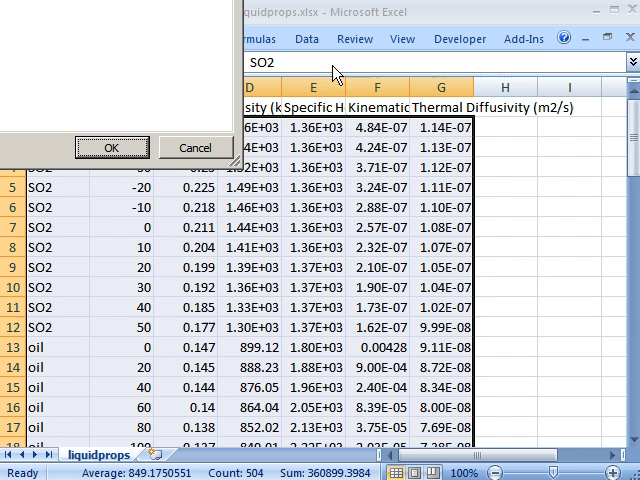 liquidprops.xlsx - Microsoft Excel
Data Review View Developer Add-Ins
SO2
D E F G H I
Specific H Kinematic Thermal Diffusivity (m2/s)
1.36E+03 4.84E-07 1.14E-07
1.36E+03 4.24E-07 1.13E-07
1.36E+03 3.71E-07 1.12E-07
5 SO2 -20 0.225 1.49E+03 1.36E+03 3.24E-07 1.11E-07
6 SO2 -10 0.218 1.46E+03 1.36E+03 2.88E-07 1.10E-07
7 SO2 0 0.211 1.44E+03 1.36E+03 2.57E-07 1.08E-07
8 SO2 10 0.204 1.41E+03 1.36E+03 2.32E-07 1.07E-07
9 SO2 20 0.199 1.39E+03 1.37E+03 2.10E-07 1.05E-07
10 SO2 30 0.192 1.36E+03 1.37E+03 1.90E-07 1.04E-07
11 SO2 40 0.185 1.33E+03 1.37E+03 1.73E-07 1.02E-07
12 SO2 50 0.177 1.30E+03 1.37E+03 1.62E-07 9.99E-08
13 oil 0 0.147 899.12 1.80E+03 0.00428 9.11E-08
14 oil 20 0.145 888.23 1.88E+03 9.00E-04 8.72E-08
15 oil 40 0.144 876.05 1.96E+03 2.40E-04 8.34E-08
16 oil 60 0.14 864.04 2.05E+03 8.39E-05 8.00E-08
17 oil 80 0.138 852.02 2.13E+03 3.75E-05 7.69E-08
OK Cancel
liquidprops
Ready Average: 849.1750551 Count: 504 Sum: 360899.3984 100%